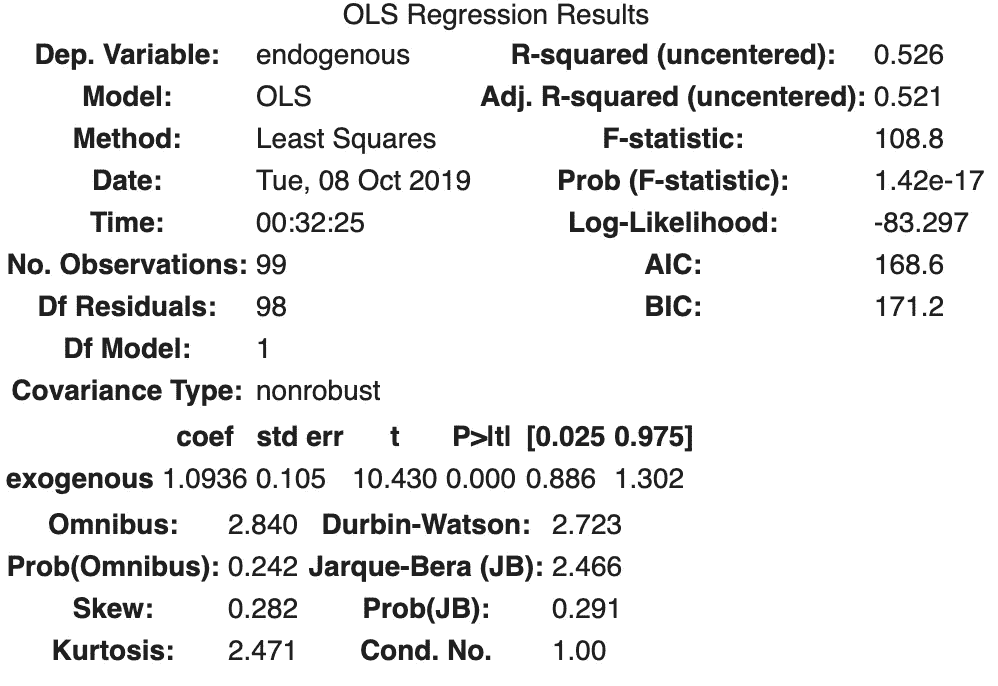 OLS Regression Results
Dep. Variable: endogenous R-squared (uncentered): 0.526
Model: OLS Adj. R-squared (uncentered): 0.521
Method: Least Squares F-statistic: 108.8
Date: Tue, 08 Oct 2019 Prob (F-statistic): 1.42e-17
Time: 00:32:25 Log-Likelihood: -83.297
No. Observations: 99 AIC: 168.6
Df Residuals: 98 BIC: 171.2
Df Model: 1
Covariance Type: nonrobust
coef std err t P>|t| [0.025 0.975]
exogenous 1.0936 0.105 10.430 0.000 0.886 1.302
Omnibus: 2.840 Durbin-Watson: 2.723
Prob(Omnibus): 0.242 Jarque-Bera (JB): 2.466
Skew: 0.282 Prob(JB): 0.291
Kurtosis: 2.471 Cond. No. 1.00